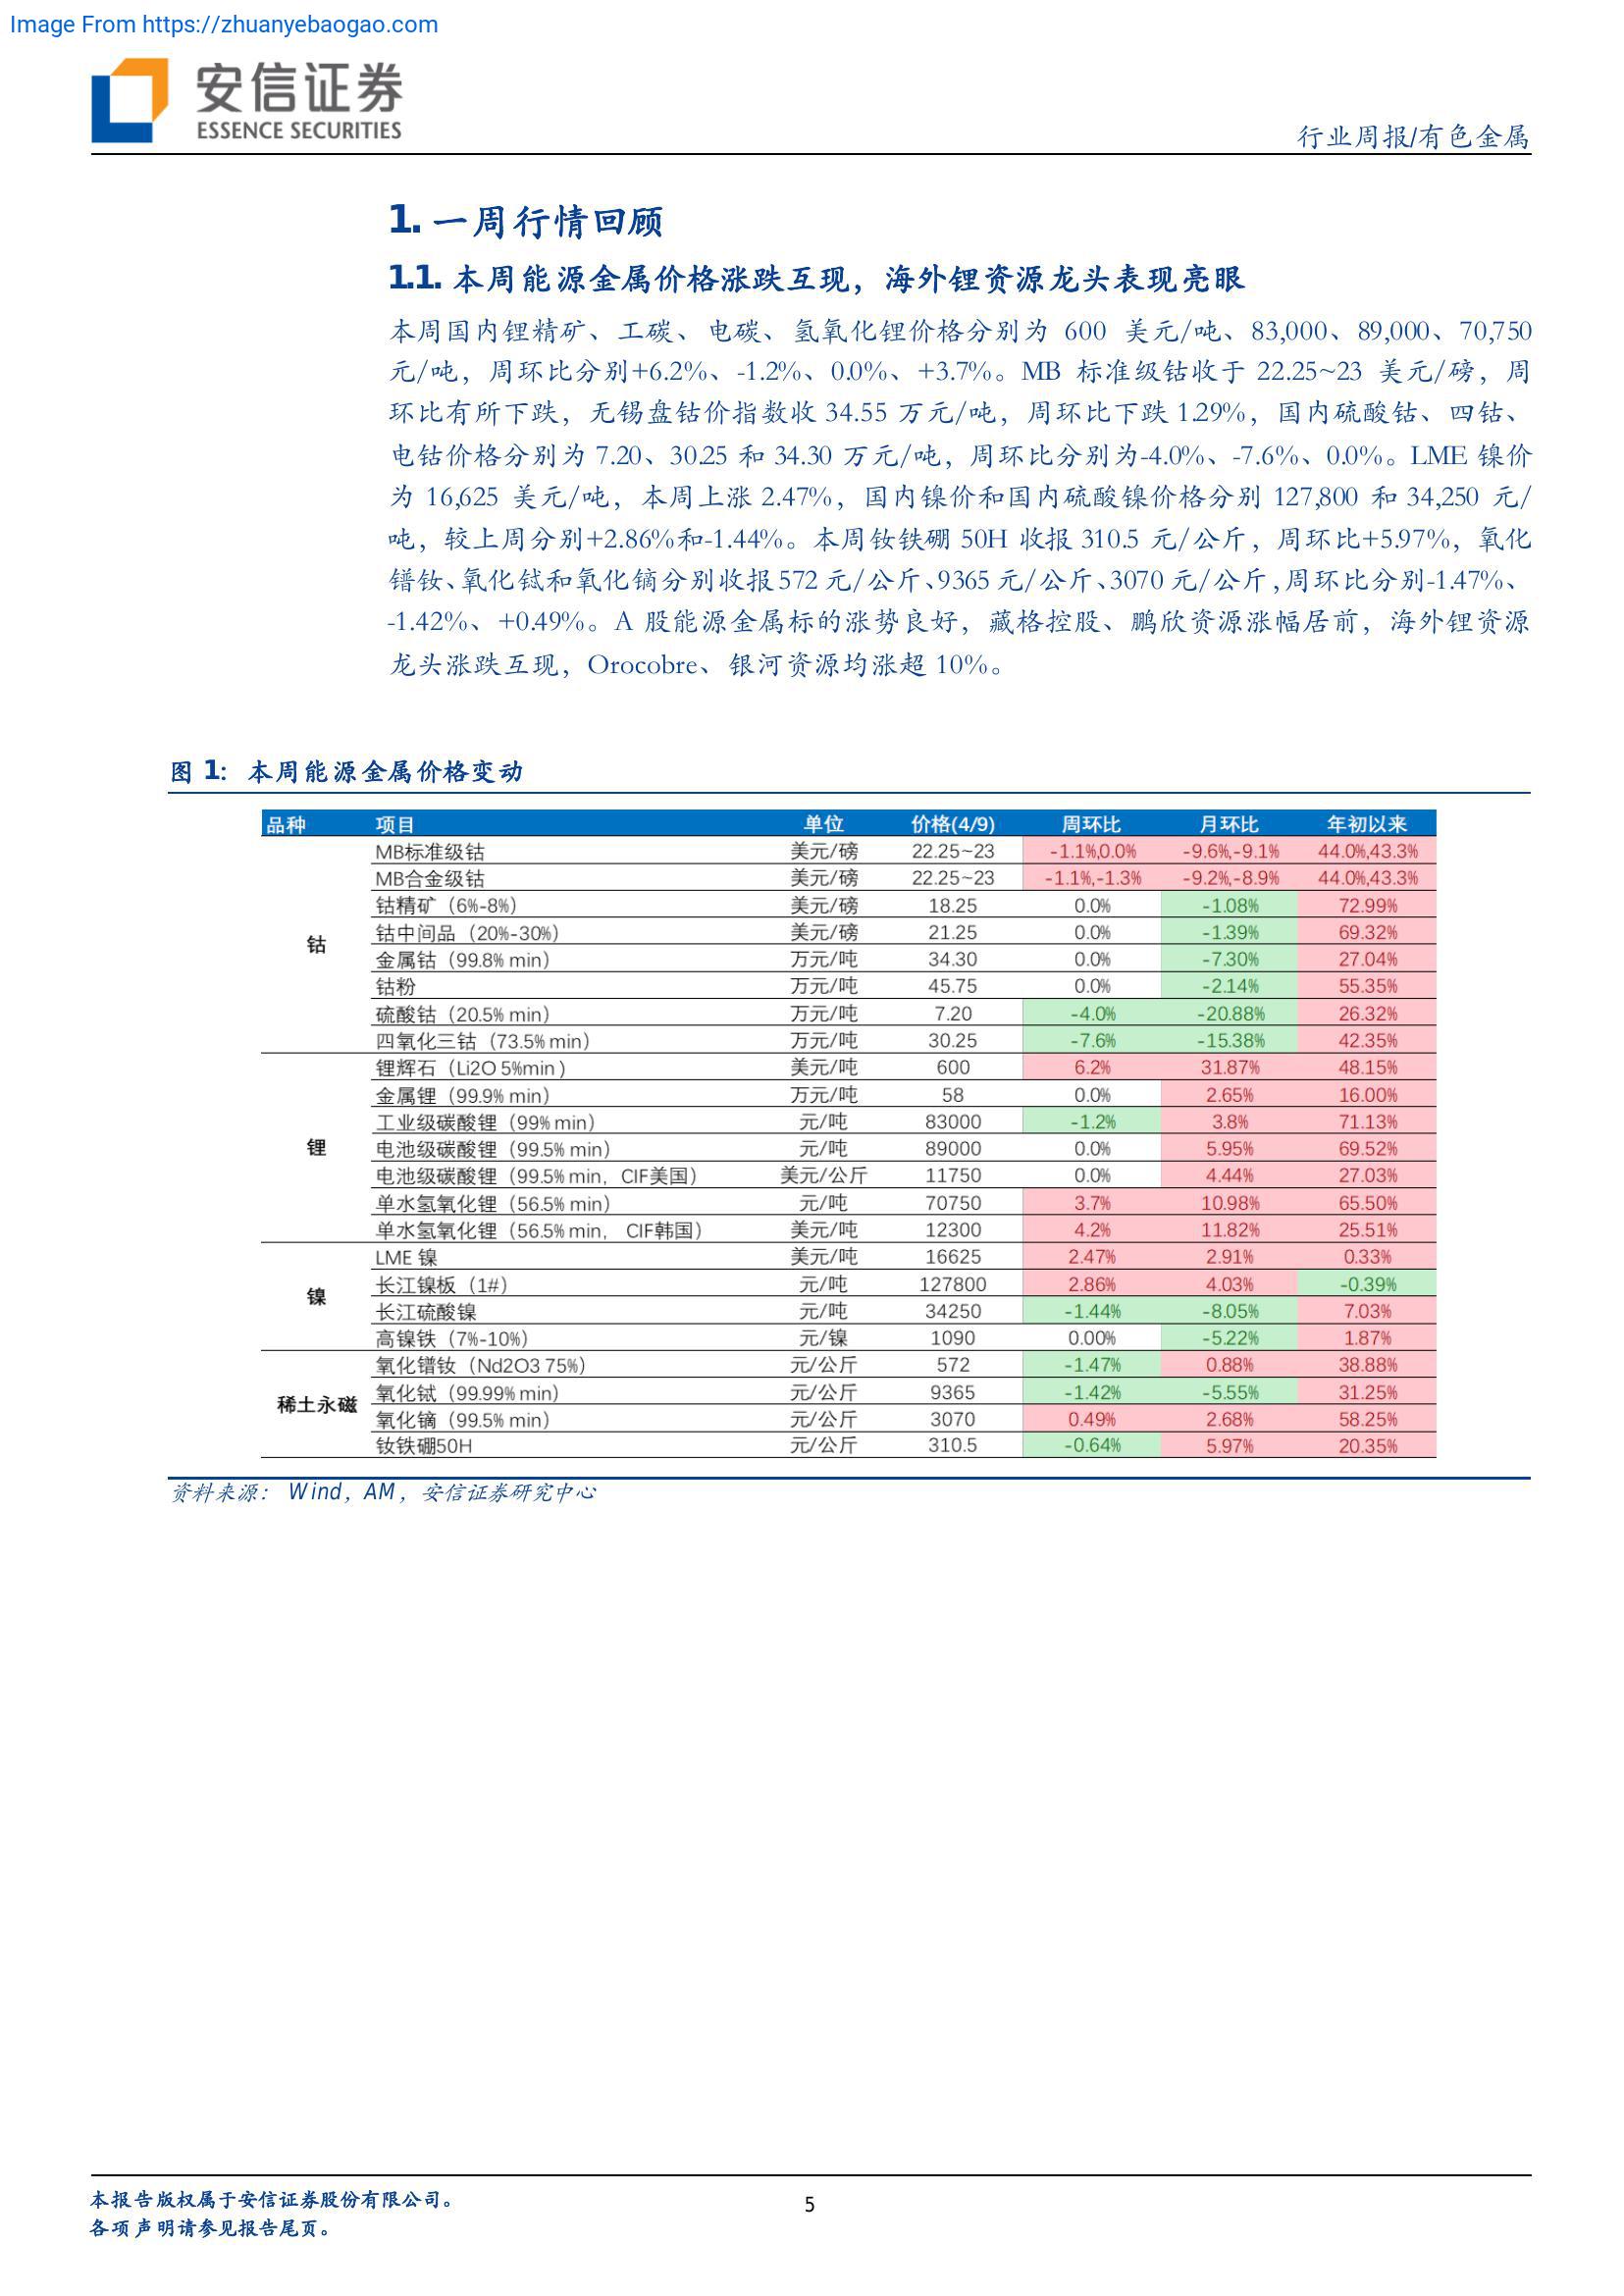 Image From https://zhuanyebaogao.com
安信证券
ESSENCE SECURITIES
行业周报/有色金属
1. 一周行情回顾
1.1. 本周能源金属价格涨跌互现，海外锂资源龙头表现亮眼
本周国内锂精矿、工碳、电碳、氢氧化锂价格分别为 600 美元/吨、83,000、89,000、70,750
元/吨，周环比分别+6.2%、-1.2%、0.0%、+3.7%。MB 标准级钴收于 22.25~23 美元/磅，周
环比有所下跌，无锡盘钴价指数收 34.55 万元/吨，周环比下跌 1.29%，国内硫酸钴、四钴、
电钴价格分别为 7.20、30.25 和 34.30 万元/吨，周环比分别为-4.0%、-7.6%、0.0%。LME 镍价
为 16,625 美元/吨，本周上涨 2.47%，国内镍价和国内硫酸镍价格分别 127,800 和 34,250 元/
吨，较上周分别+2.86%和-1.44%。本周钕铁硼 50H 收报 310.5 元/公斤，周环比+5.97%，氧化
镨钕、氧化铽和氧化镝分别收报 572 元/公斤、9365 元/公斤、3070 元/公斤，周环比分别-1.47%、
-1.42%、+0.49%。A 股能源金属标的涨势良好，藏格控股、鹏欣资源涨幅居前，海外锂资源
龙头涨跌互现，Orocobre、银河资源均涨超 10%。
图 1：本周能源金属价格变动
品种 项目 单位 价格(4/9) 周环比 月环比 年初以来
MB标准级钴 美元/磅 22.25~23 -1.1%,0.0% -9.6%,-9.1% 44.0%,43.3%
MB合金级钴 美元/磅 22.25~23 -1.1%,-1.3% -9.2%,-8.9% 44.0%,43.3%
钴精矿（6%-8%） 美元/磅 18.25 0.0% -1.08% 72.99%
钴中间品（20%-30%） 美元/磅 21.25 0.0% -1.39% 69.32%
钴
金属钴（99.8% min） 万元/吨 34.30 0.0% -7.30% 27.04%
钴粉 万元/吨 45.75 0.0% -2.14% 55.35%
硫酸钴（20.5% min） 万元/吨 7.20 -4.0% -20.88% 26.32%
四氧化三钴（73.5% min） 万元/吨 30.25 -7.6% -15.38% 42.35%
锂辉石（Li2O 5%min） 美元/吨 600 6.2% 31.87% 48.15%
金属锂（99.9% min） 万元/吨 58 0.0% 2.65% 16.00%
工业级碳酸锂（99% min） 元/吨 83000 -1.2% 3.8% 71.13%
锂 电池级碳酸锂（99.5% min） 元/吨 89000 0.0% 5.95% 69.52%
电池级碳酸锂（99.5% min，CIF美国） 美元/公斤 11750 0.0% 4.44% 27.03%
单水氢氧化锂（56.5% min） 元/吨 70750 3.7% 10.98% 65.50%
单水氢氧化锂（56.5% min， CIF韩国） 美元/吨 12300 4.2% 11.82% 25.51%
LME 镍 美元/吨 16625 2.47% 2.91% 0.33%
长江镍板（1#） 元/吨 127800 2.86% 4.03% -0.39%
镍
长江硫酸镍 元/吨 34250 -1.44% -8.05% 7.03%
高镍铁（7%-10%） 元/镍 1090 0.00% -5.22% 1.87%
氧化镨钕（Nd2O3 75%） 元/公斤 572 -1.47% 0.88% 38.88%
氧化铽（99.99% min） 元/公斤 9365 -1.42% -5.55% 31.25%
稀土永磁
氧化镝（99.5% min） 元/公斤 3070 0.49% 2.68% 58.25%
钕铁硼50H 元/公斤 310.5 -0.64% 5.97% 20.35%
资料来源： Wind，AM，安信证券研究中心
本报告版权属于安信证券股份有限公司。
各项声明请参见报告尾页。
5